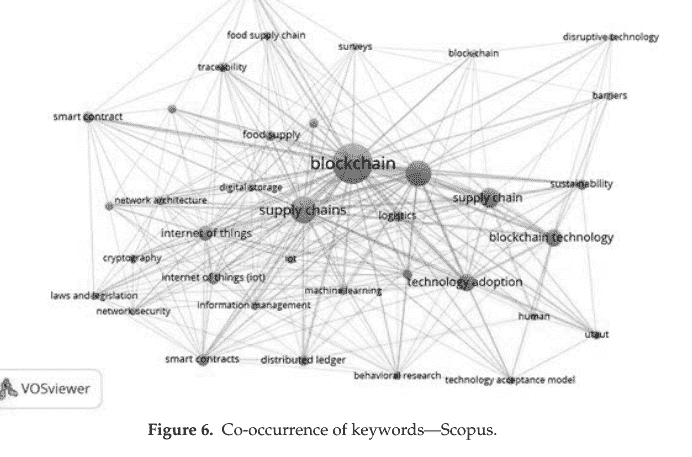 food supply chain
disruptive technology
surveys
blockchain
traceability
barriers
smart contract
food supply
blockchain
sustainability
digital storage
supply chain
network architecture
supply chains
logistics
internet of things
blockchain technology
cryptography
iot
internet of things (iot)
technology adoption
machine learning
laws and legislation
information management
network security
human
utaut
smart contracts
distributed ledger
behavioral research
technology acceptance model
VOSviewer
Figure 6. Co-occurrence of keywords—Scopus.